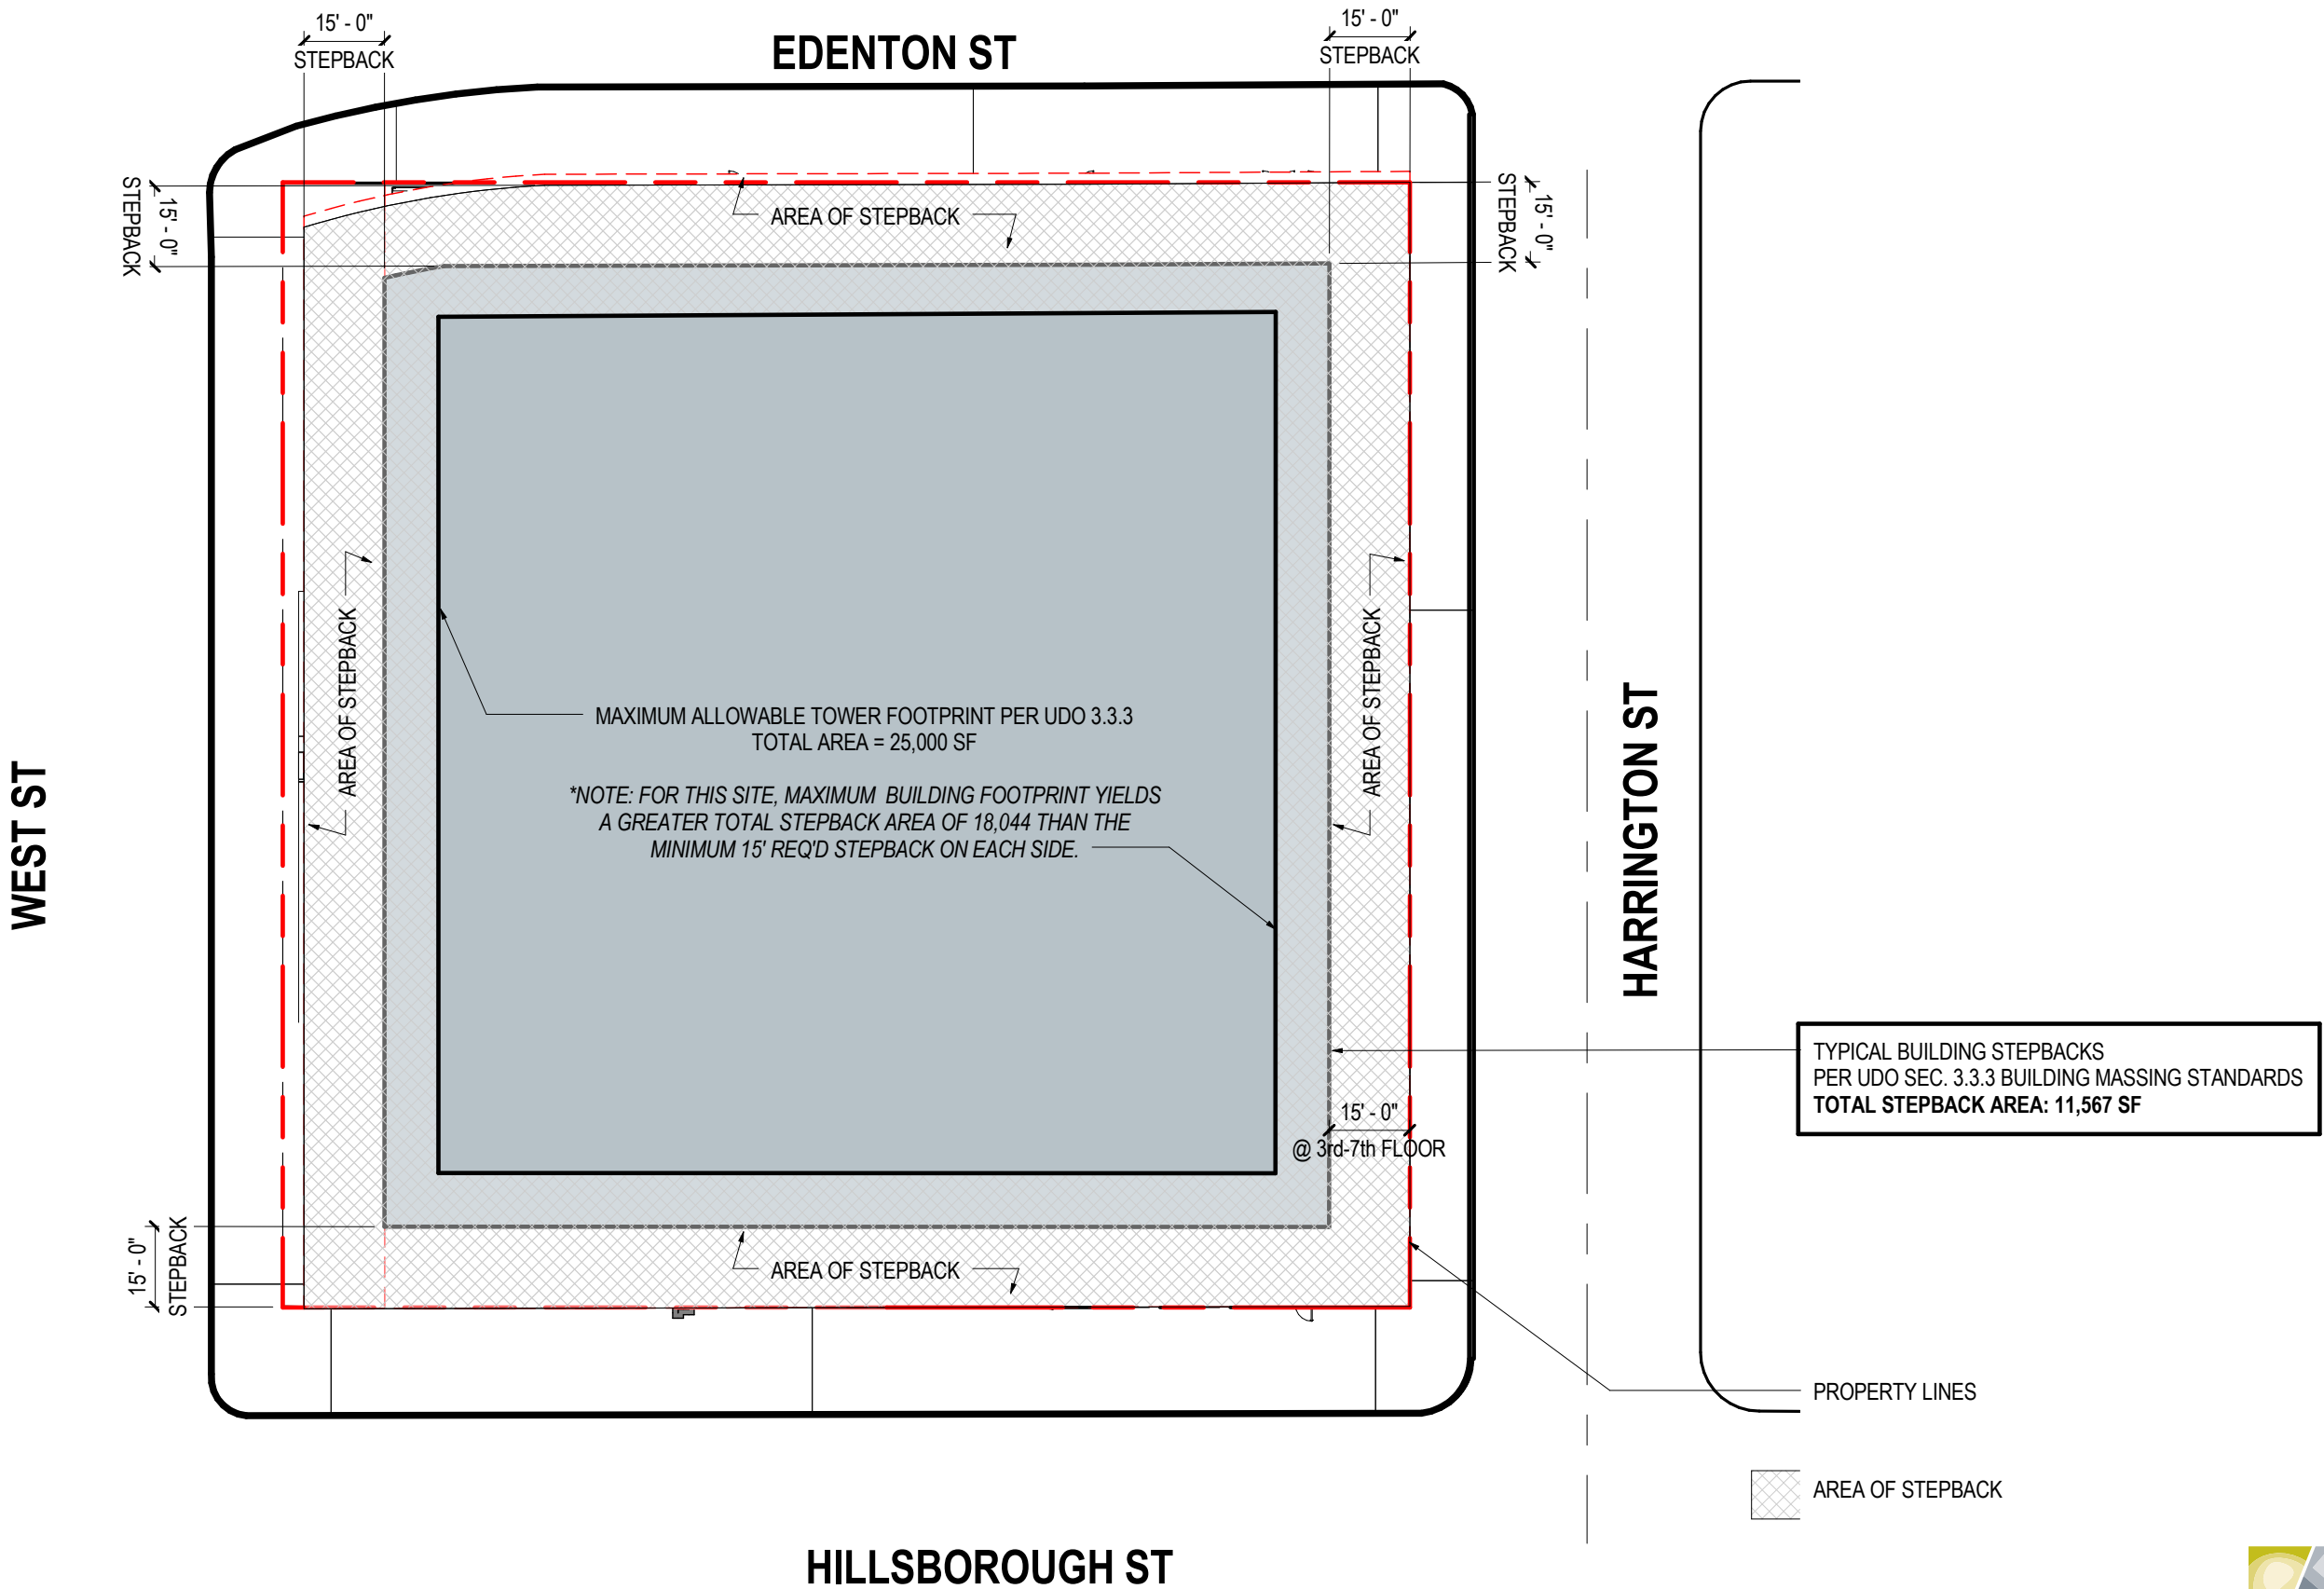 15' - 0"
STEPBACK
EDENTON ST
15' - 0"
STEPBACK
STEPBACK
15' - 0"
AREA OF STEPBACK
STEPBACK
15' - 0"
AREA OF STEPBACK
AREA OF STEPBACK
MAXIMUM ALLOWABLE TOWER FOOTPRINT PER UDO 3.3.3
TOTAL AREA = 25,000 SF
*NOTE: FOR THIS SITE, MAXIMUM BUILDING FOOTPRINT YIELDS
A GREATER TOTAL STEPBACK AREA OF 18,044 THAN THE
MINIMUM 15' REQ'D STEPBACK ON EACH SIDE.
WEST ST
HARRINGTON ST
TYPICAL BUILDING STEPBACKS
PER UDO SEC. 3.3.3 BUILDING MASSING STANDARDS
TOTAL STEPBACK AREA: 11,567 SF
15' - 0"
@ 3rd-7th FLOOR
15' - 0"
STEPBACK
AREA OF STEPBACK
PROPERTY LINES
AREA OF STEPBACK
HILLSBOROUGH ST